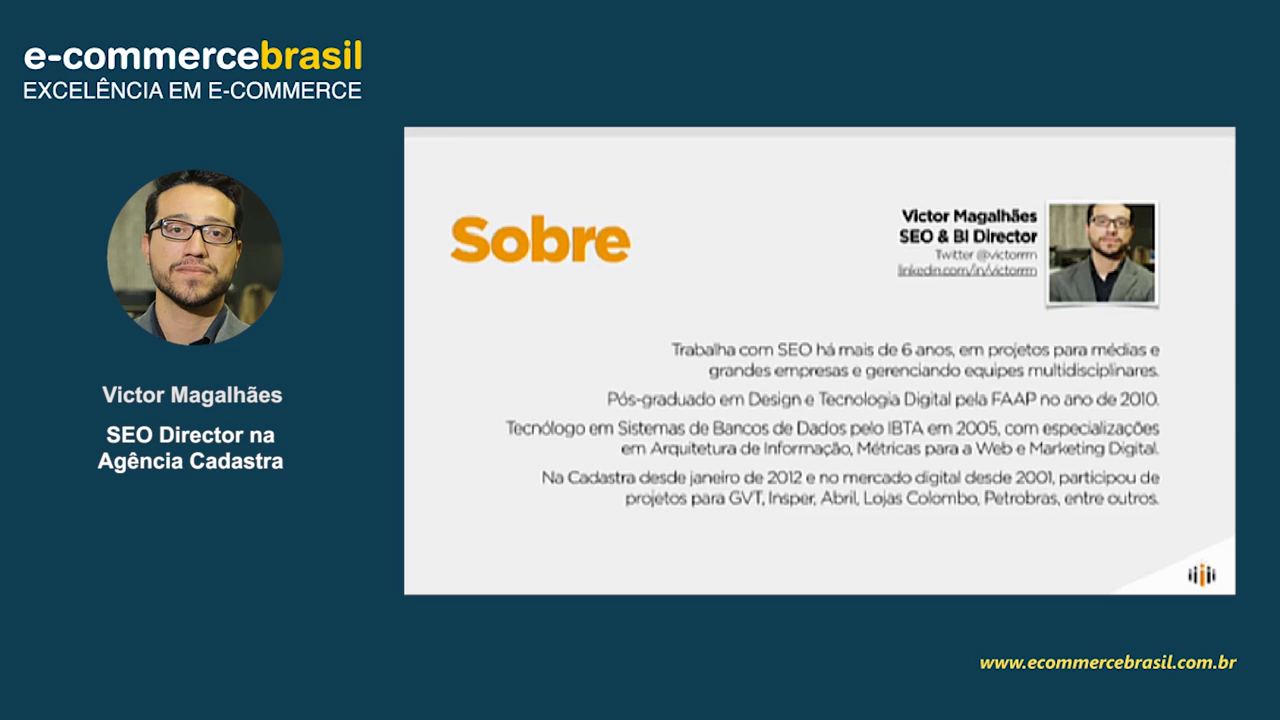 e-commercebrasil
EXCELÊNCIA EM E-COMMERCE
Victor Magalhães
SEO Director na
Agência Cadastra
Sobre
Victor Magalhães
SEO & BI Director
Twitter @victorrm
linkedin.com/in/victorrm
Trabalha com SEO há mais de 6 anos, em projetos para médias e
grandes empresas e gerenciando equipes multidisciplinares.
Pós-graduado em Design e Tecnologia Digital pela FAAP no ano de 2010.
Tecnólogo em Sistemas de Bancos de Dados pelo IBTA em 2005, com especializações
em Arquitetura de Informação, Métricas para a Web e Marketing Digital.
Na Cadastra desde janeiro de 2012 e no mercado digital desde 2001, participou de
projetos para GVT, Insper, Abril, Lojas Colombo, Petrobras, entre outros.
www.ecommercebrasil.com.br